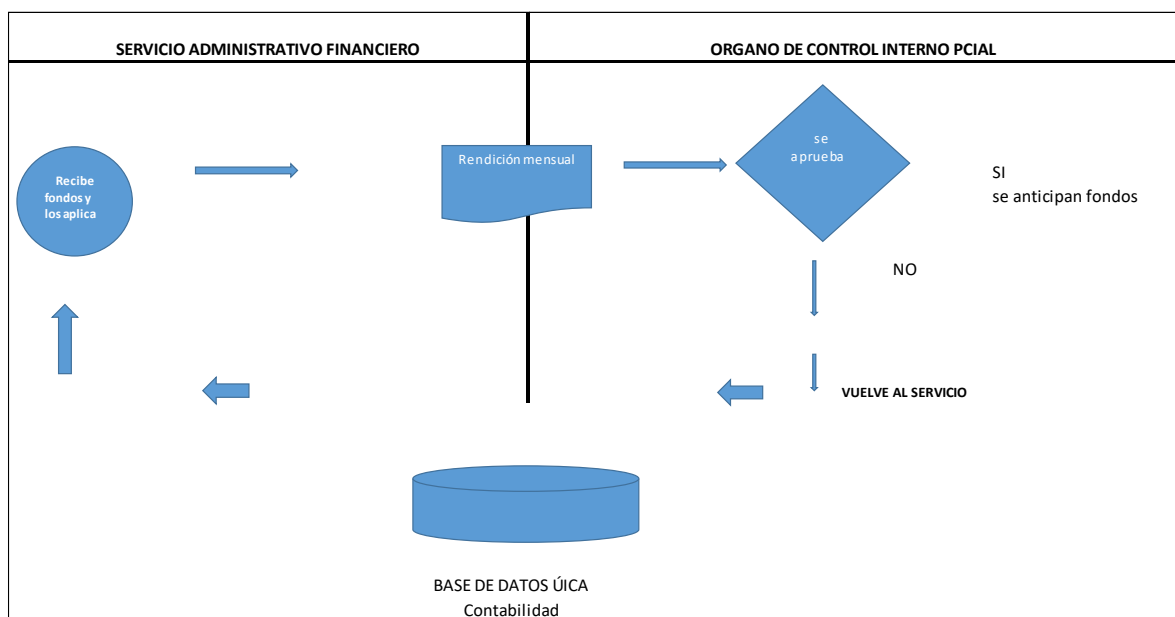 SERVICIO ADMINISTRATIVO FINANCIERO
ORGANO DE CONTROL INTERNO PCIAL
Recibe
fondos y
los aplica
Rendición mensual
se
aprueba
SI
se anticipan fondos
NO
VUELVE AL SERVICIO
BASE DE DATOS ÚICA
Contabilidad